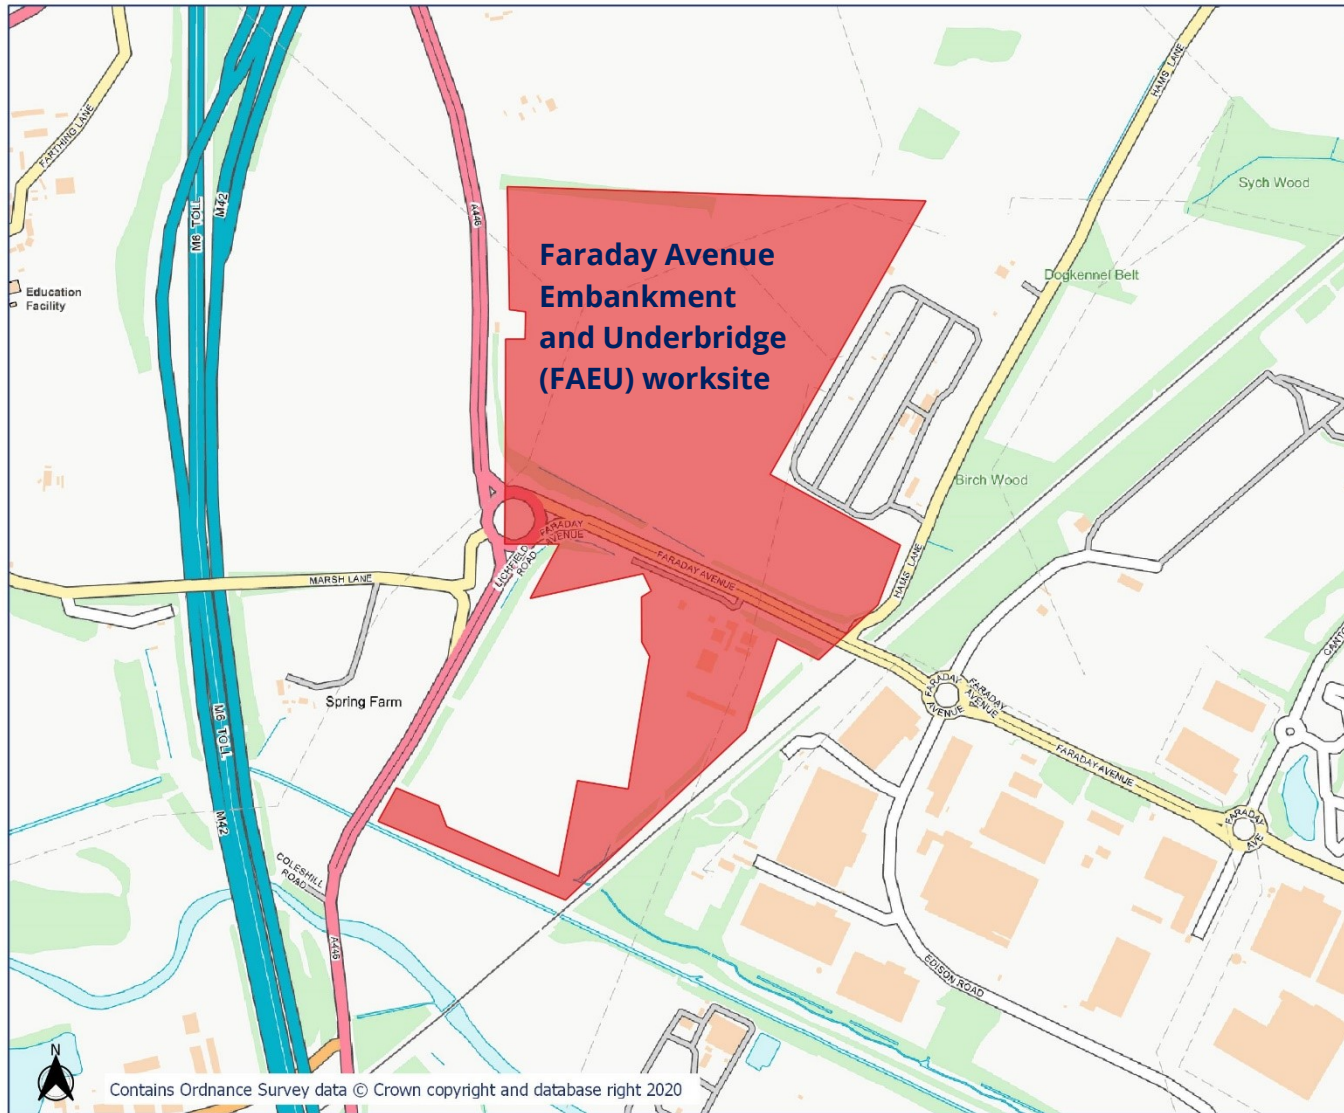 FARTHING LANE
M6 TOLL
M42
A446
HAMS LANE
Sych Wood
Faraday Avenue
Embankment
and Underbridge
(FAEU) worksite
Dogkennel Belt
Education
Facility
Birch Wood
FARADAY
AVENUE
LICHFIELD
ROAD
FARADAY AVENUE
MARSH LANE
HAMS LANE
Spring Farm
FARADAY
AVENUE
FARADAY
AVENUE
M6 TOLL
M42
FARADAY AVENUE
FARADAY
AVE
COLESHILL
ROAD
A446
EDISON ROAD
N
Contains Ordnance Survey data © Crown copyright and database right 2020